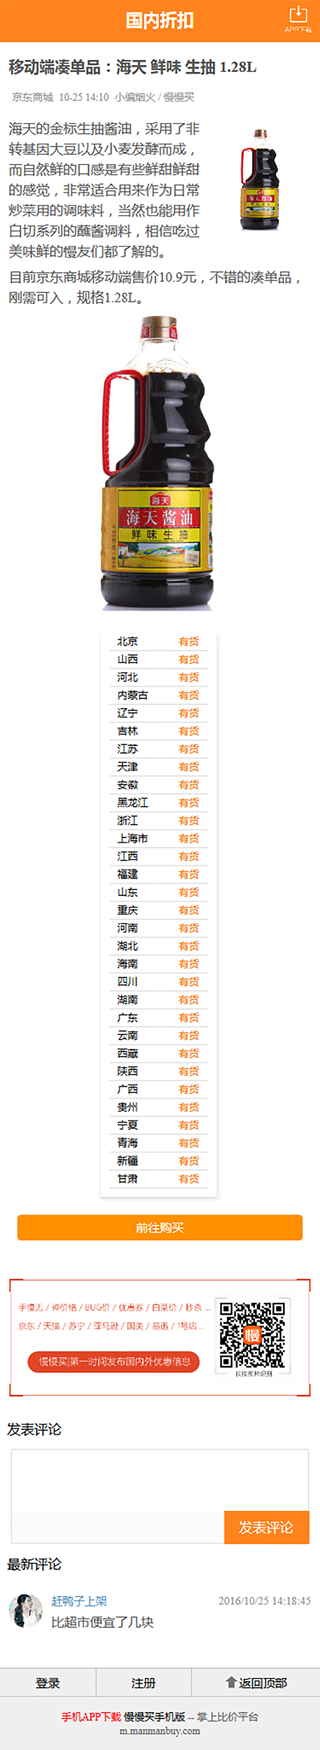 国内折扣
APP下载
移动端凑单品：海天 鲜味 生抽 1.28L
京东商城 10-25 14:10 小编烟火 / 慢慢买
海天的金标生抽酱油，采用了非
转基因大豆以及小麦发酵而成，
而自然鲜的口感是有些鲜甜鲜甜
的感觉，非常适合用来作为日常
炒菜用的调味料，当然也能用作
白切系列的蘸酱调料，相信吃过
美味鲜的慢友们都了解的。
目前京东商城移动端售价10.9元，不错的凑单品，
刚需可入，规格1.28L。
海天
海天酱油
鲜味生抽
北京 有货
山西 有货
河北 有货
内蒙古 有货
辽宁 有货
吉林 有货
江苏 有货
天津 有货
安徽 有货
黑龙江 有货
浙江 有货
上海市 有货
江西 有货
福建 有货
山东 有货
重庆 有货
河南 有货
湖北 有货
海南 有货
四川 有货
湖南 有货
广东 有货
云南 有货
西藏 有货
陕西 有货
广西 有货
贵州 有货
宁夏 有货
青海 有货
新疆 有货
甘肃 有货
前往购买
手慢无 / 神价格 / BUG价 / 优惠券 / 白菜价 / 秒杀 ...
京东 / 天猫 / 苏宁 / 亚马逊 / 国美 / 易迅 / 1号店...
慢慢买|第一时间发布国内外优惠信息
慢
长按图片识别
发表评论
发表评论
最新评论
赶鸭子上架 2016/10/25 14:18:45
比超市便宜了几块
登录 注册 返回顶部
手机APP下载 慢慢买手机版 -- 掌上比价平台
m.manmanbuy.com